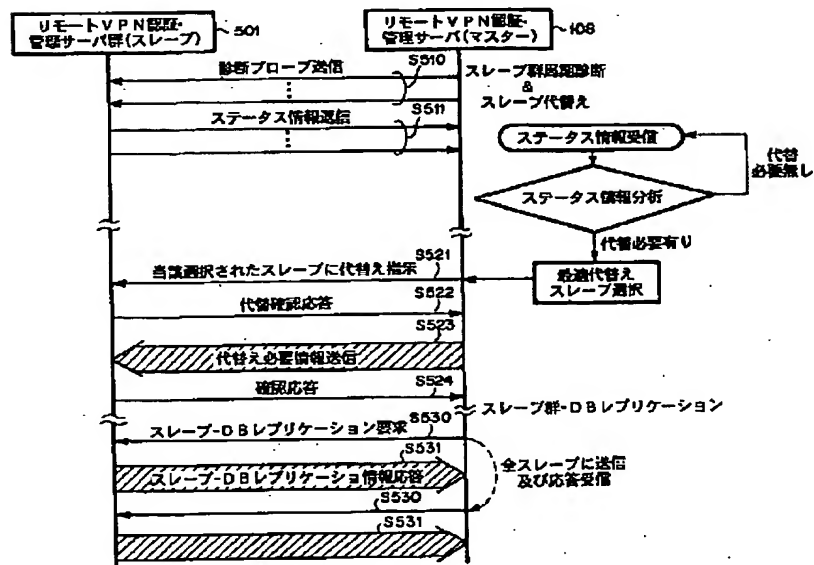 リモートVPN認証・
管理サーバ群(スレーブ)
501
リモートVPN認証・
管理サーバ(マスター)
108
診断プローブ送信
S510
スレーブ群周期診断
&
スレーブ代替え
ステータス情報返信
S511
ステータス情報受信
代替
必要無し
ステータス情報分析
代替必要有り
S521
当該選択されたスレーブに代替え指示
最適代替え
スレーブ選択
S522
代替確認応答
S523
代替え必要情報送信
S524
確認応答
スレーブ群-DBレプリケーション
S530
スレーブ-DBレプリケーション要求
S531
スレーブ-DBレプリケーショ情報応答
全スレーブに送信
及び応答受信
S530
S531